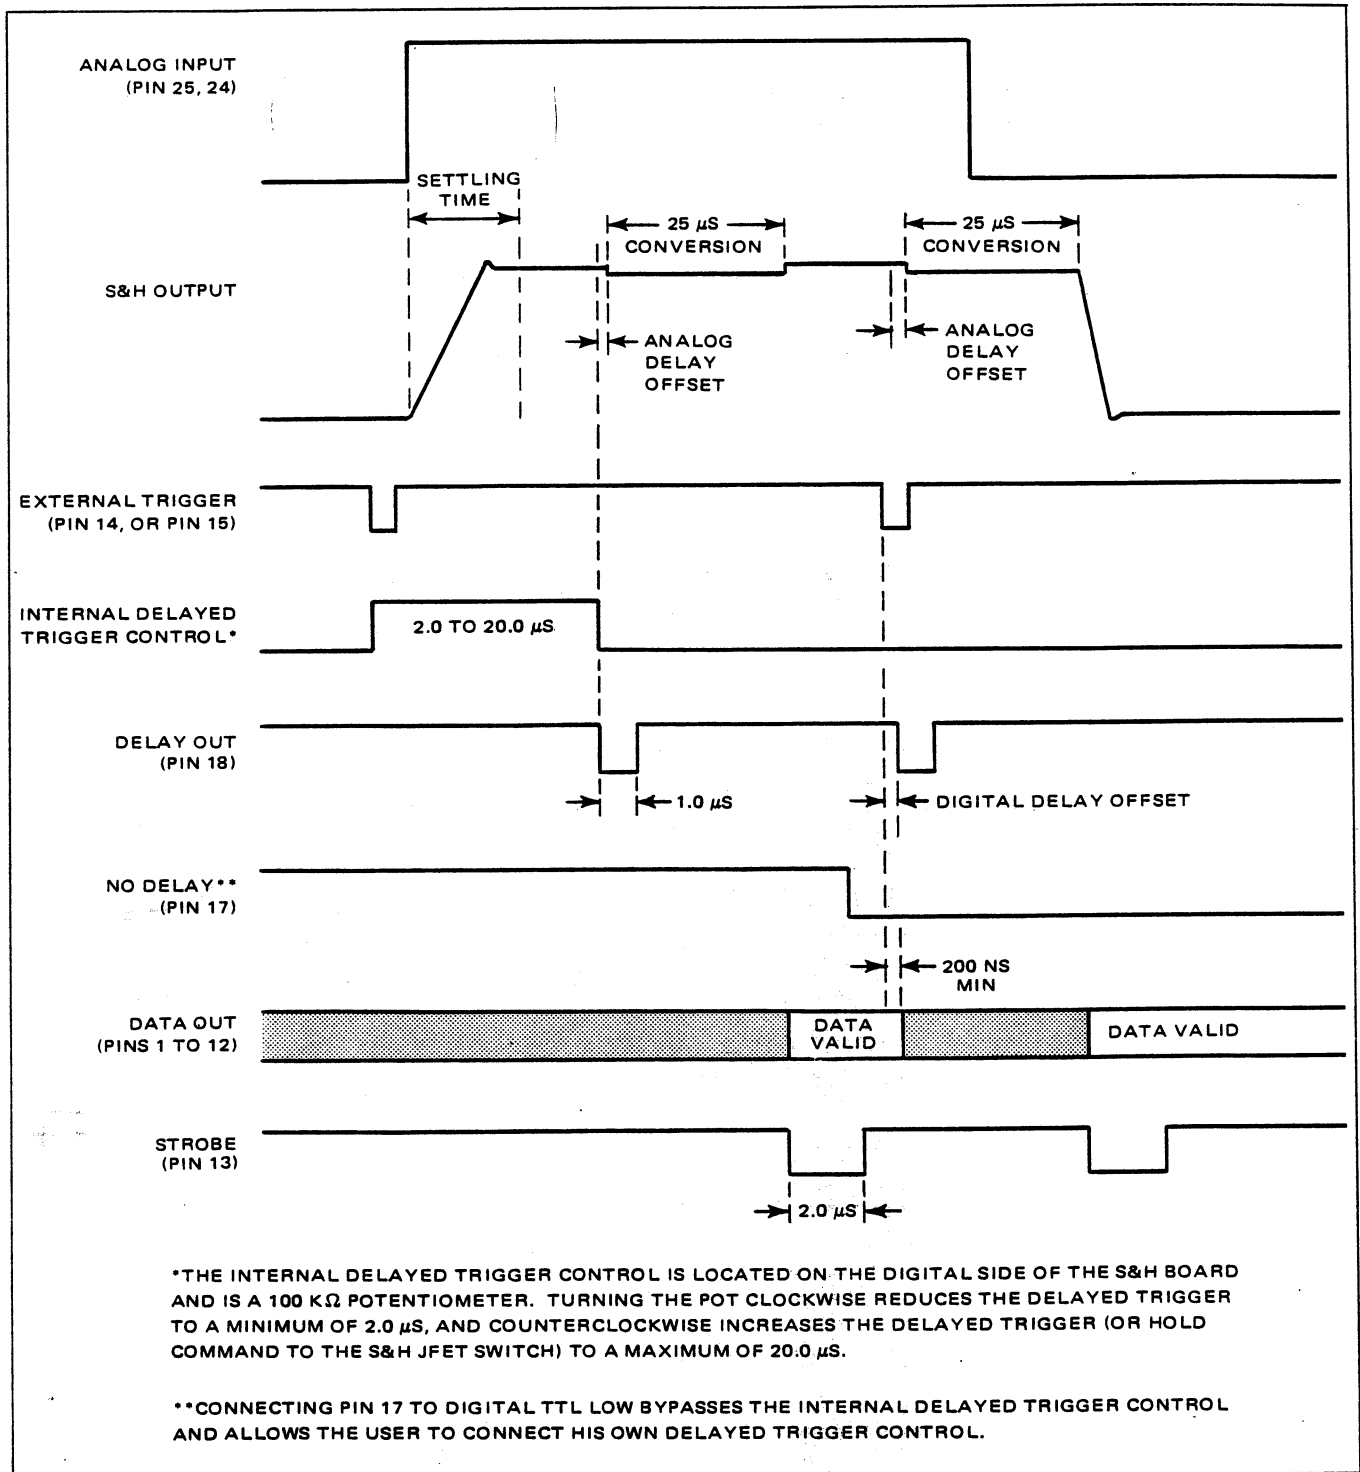 ANALOG INPUT
(PIN 25, 24)
SETTLING
TIME
25 µS
CONVERSION
25 µS
CONVERSION
S&H OUTPUT
ANALOG
DELAY
OFFSET
ANALOG
DELAY
OFFSET
EXTERNAL TRIGGER
(PIN 14, OR PIN 15)
INTERNAL DELAYED
TRIGGER CONTROL*
2.0 TO 20.0 µS
DELAY OUT
(PIN 18)
1.0 µS
DIGITAL DELAY OFFSET
NO DELAY**
(PIN 17)
200 NS
MIN
DATA OUT
(PINS 1 TO 12)
DATA
VALID
DATA VALID
STROBE
(PIN 13)
2.0 µS
*THE INTERNAL DELAYED TRIGGER CONTROL IS LOCATED ON THE DIGITAL SIDE OF THE S&H BOARD
AND IS A 100 KΩ POTENTIOMETER. TURNING THE POT CLOCKWISE REDUCES THE DELAYED TRIGGER
TO A MINIMUM OF 2.0 µS, AND COUNTERCLOCKWISE INCREASES THE DELAYED TRIGGER (OR HOLD
COMMAND TO THE S&H JFET SWITCH) TO A MAXIMUM OF 20.0 µS.
**CONNECTING PIN 17 TO DIGITAL TTL LOW BYPASSES THE INTERNAL DELAYED TRIGGER CONTROL
AND ALLOWS THE USER TO CONNECT HIS OWN DELAYED TRIGGER CONTROL.